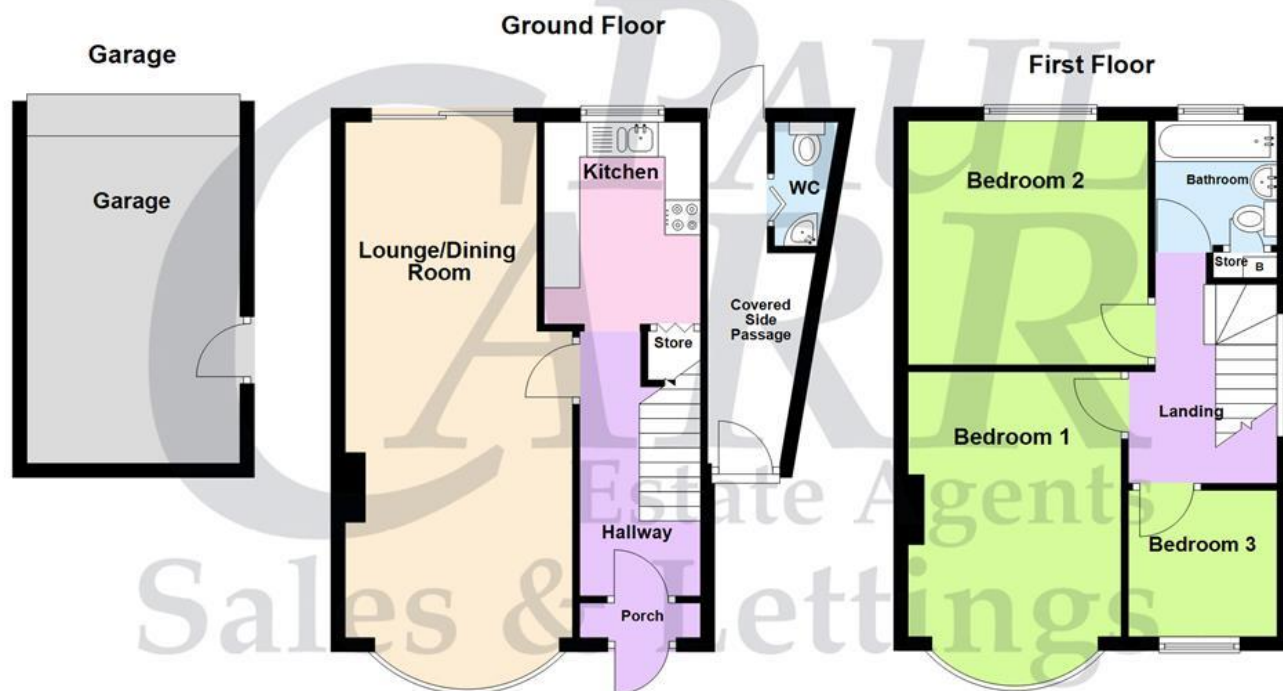 Ground Floor
Garage
First Floor
Garage
Lounge/Dining
Room
Kitchen
WC
Store
Covered
Side
Passage
Hallway
Porch
Bedroom 2
Bathroom
Store
B
Landing
Bedroom 1
Bedroom 3
PAUL
CARR
Estate Agents
Sales & Lettings